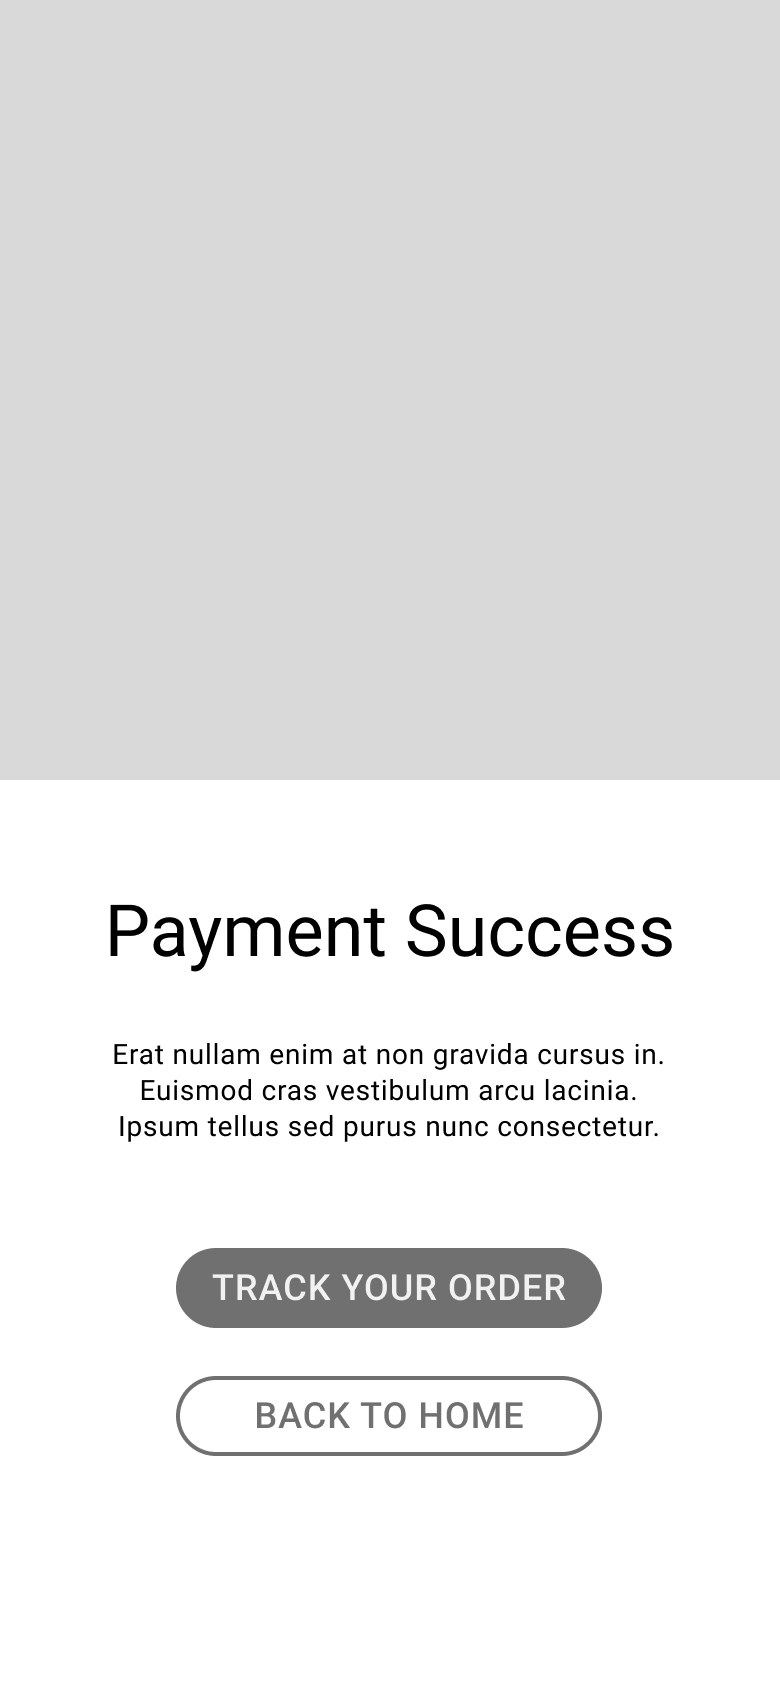 Payment Success
Erat nullam enim at non gravida cursus in.
Euismod cras vestibulum arcu lacinia.
Ipsum tellus sed purus nunc consectetur.
TRACK YOUR ORDER
BACK TO HOME